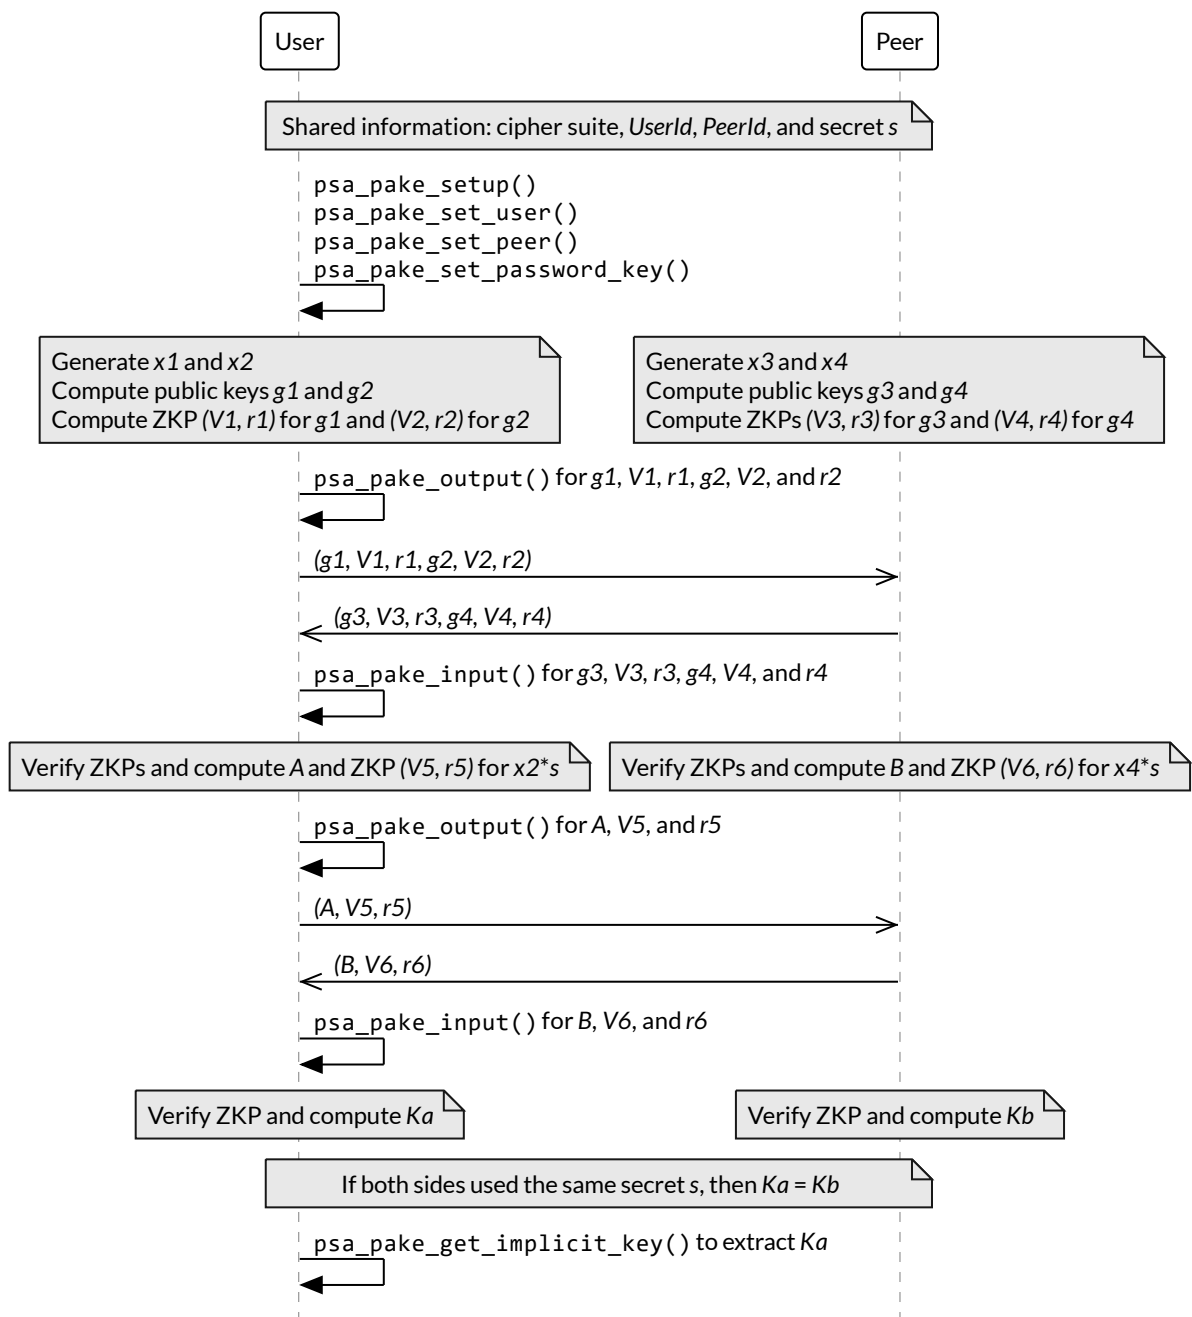 User
Peer
Shared information: cipher suite, UserId, PeerId, and secret s
psa_pake_setup()
psa_pake_set_user()
psa_pake_set_peer()
psa_pake_set_password_key()
Generate x1 and x2
Compute public keys g1 and g2
Compute ZKP (V1, r1) for g1 and (V2, r2) for g2
Generate x3 and x4
Compute public keys g3 and g4
Compute ZKPs (V3, r3) for g3 and (V4, r4) for g4
psa_pake_output() for g1, V1, r1, g2, V2, and r2
(g1, V1, r1, g2, V2, r2)
(g3, V3, r3, g4, V4, r4)
psa_pake_input() for g3, V3, r3, g4, V4, and r4
Verify ZKPs and compute A and ZKP (V5, r5) for x2*s
Verify ZKPs and compute B and ZKP (V6, r6) for x4*s
psa_pake_output() for A, V5, and r5
(A, V5, r5)
(B, V6, r6)
psa_pake_input() for B, V6, and r6
Verify ZKP and compute Ka
Verify ZKP and compute Kb
If both sides used the same secret s, then Ka = Kb
psa_pake_get_implicit_key() to extract Ka